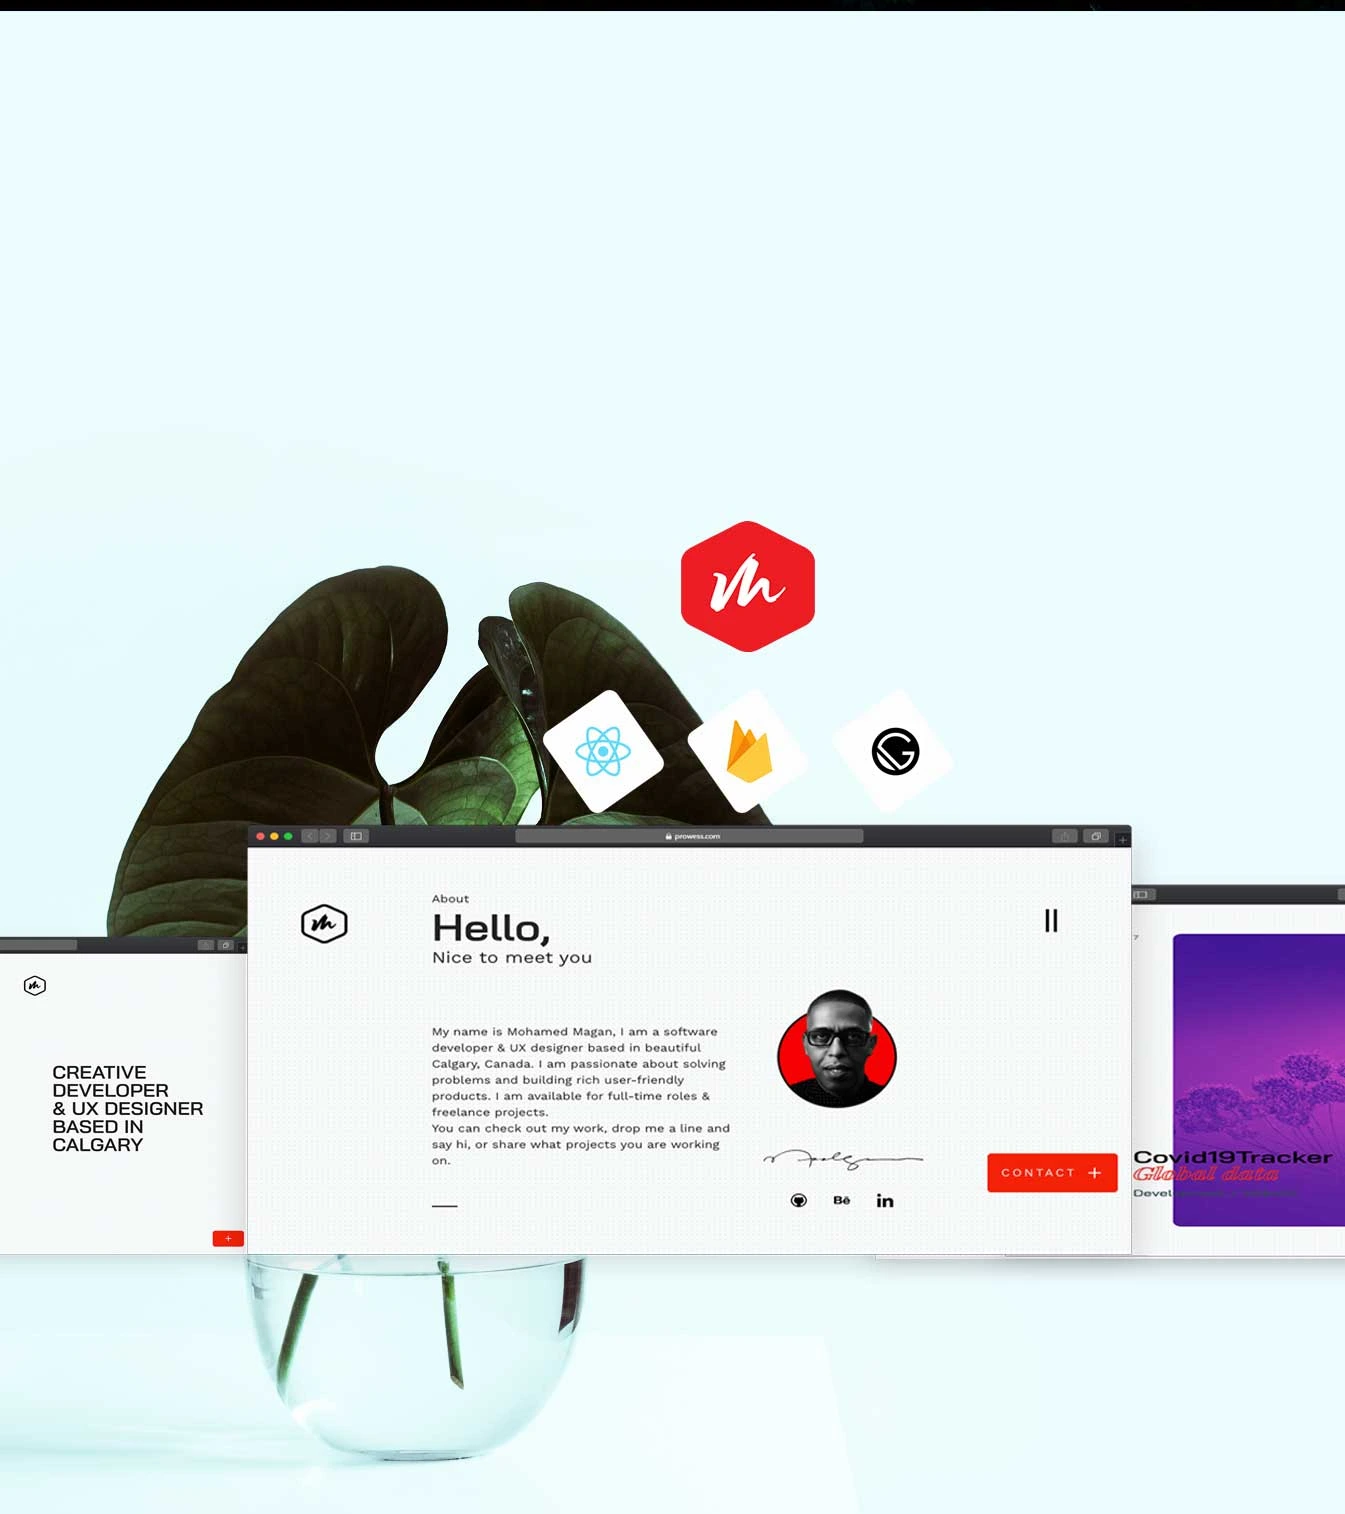 prowess.com
About
Hello,
Nice to meet you
My name is Mohamed Magan, I am a software
developer & UX designer based in beautiful
Calgary, Canada. I am passionate about solving
problems and building rich user-friendly
products. I am available for full-time roles &
freelance projects.
You can check out my work, drop me a line and
say hi, or share what projects you are working
on.
CONTACT +
Bē
in
CREATIVE
DEVELOPER
& UX DESIGNER
BASED IN
CALGARY
+
7
Covid19Tracker
Global data